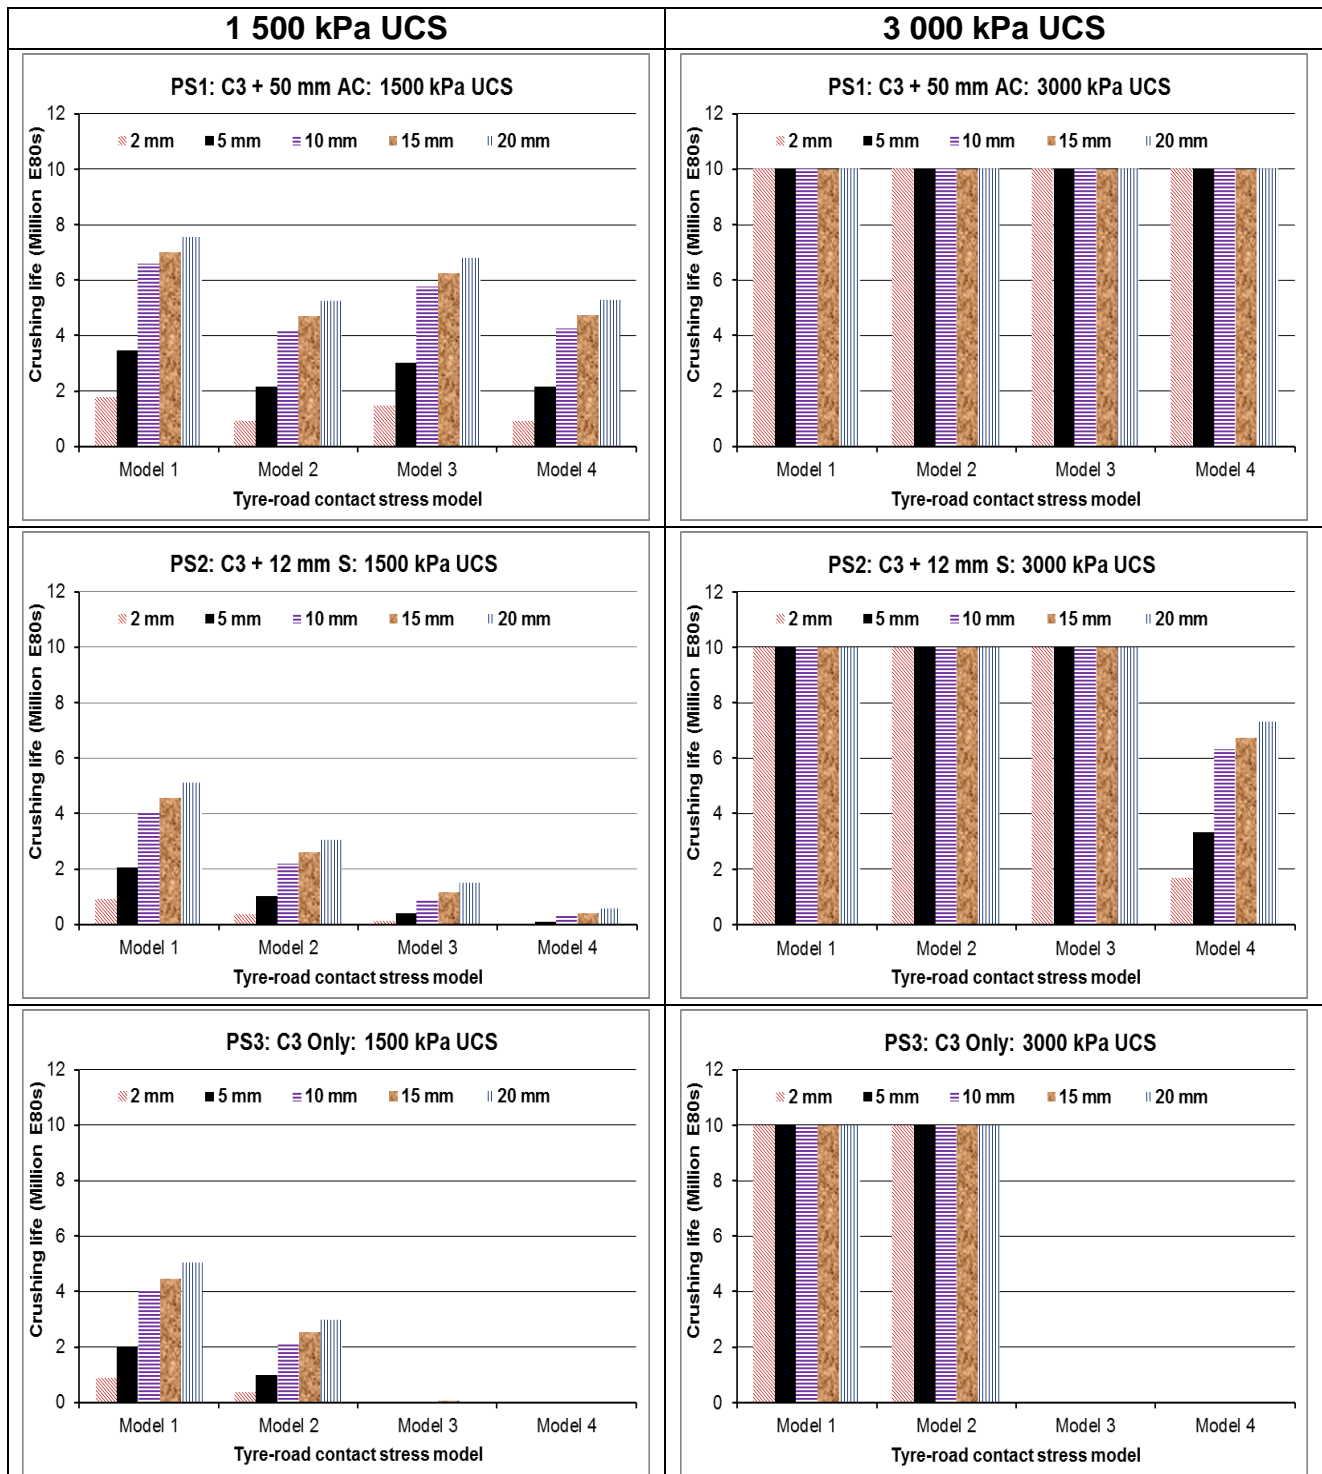 1 500 kPa UCS
3 000 kPa UCS
PS1: C3 + 50 mm AC: 1500 kPa UCS
Crushing life (Million E80s)
12
10
8
6
4
2
0
2 mm 5 mm 10 mm 15 mm 20 mm
Model 1 Model 2 Model 3 Model 4
Tyre-road contact stress model
PS1: C3 + 50 mm AC: 3000 kPa UCS
Crushing life (Million E80s)
12
10
8
6
4
2
0
2 mm 5 mm 10 mm 15 mm 20 mm
Model 1 Model 2 Model 3 Model 4
Tyre-road contact stress model
PS2: C3 + 12 mm S: 1500 kPa UCS
Crushing life (Million E80s)
12
10
8
6
4
2
0
2 mm 5 mm 10 mm 15 mm 20 mm
Model 1 Model 2 Model 3 Model 4
Tyre-road contact stress model
PS2: C3 + 12 mm S: 3000 kPa UCS
Crushing life (Million E80s)
12
10
8
6
4
2
0
2 mm 5 mm 10 mm 15 mm 20 mm
Model 1 Model 2 Model 3 Model 4
Tyre-road contact stress model
PS3: C3 Only: 1500 kPa UCS
Crushing life (Million E80s)
12
10
8
6
4
2
0
2 mm 5 mm 10 mm 15 mm 20 mm
Model 1 Model 2 Model 3 Model 4
Tyre-road contact stress model
PS3: C3 Only: 3000 kPa UCS
Crushing life (Million E80s)
12
10
8
6
4
2
0
2 mm 5 mm 10 mm 15 mm 20 mm
Model 1 Model 2 Model 3 Model 4
Tyre-road contact stress model